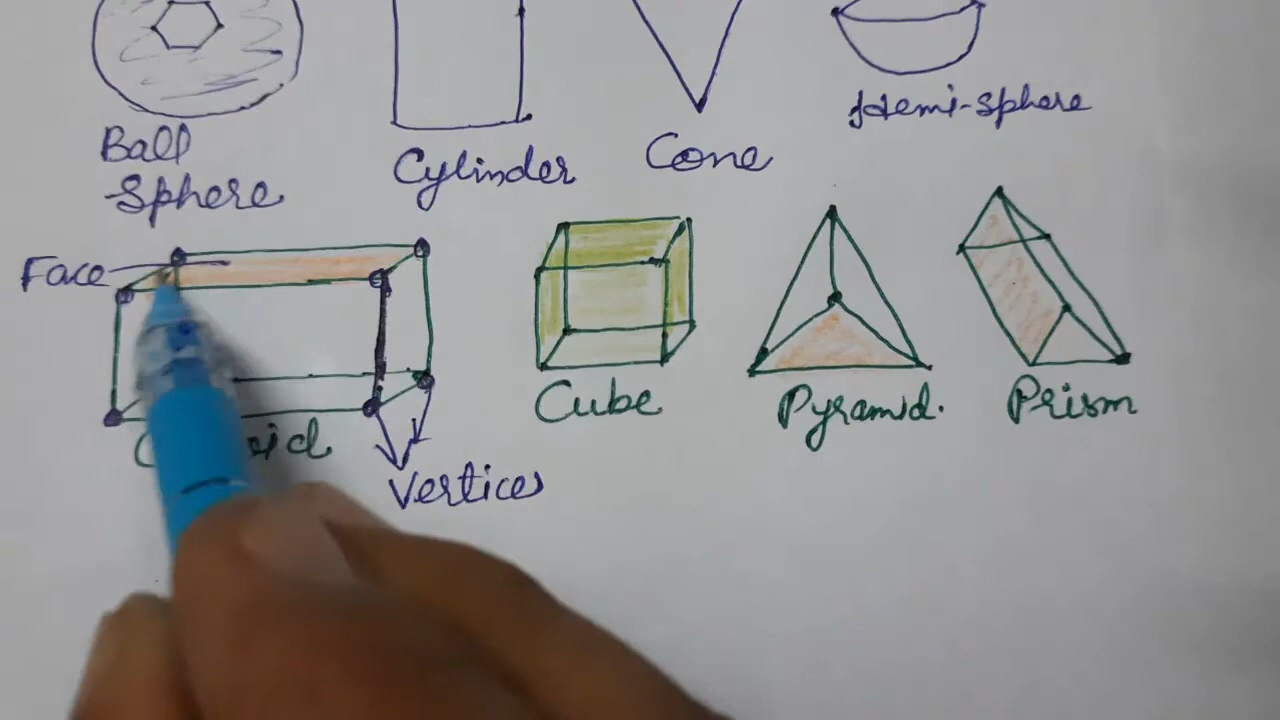 Ball
Sphere
Cylinder
Cone
Hemi-Sphere
Face
Cube
Pyramid.
Prism
Vertices